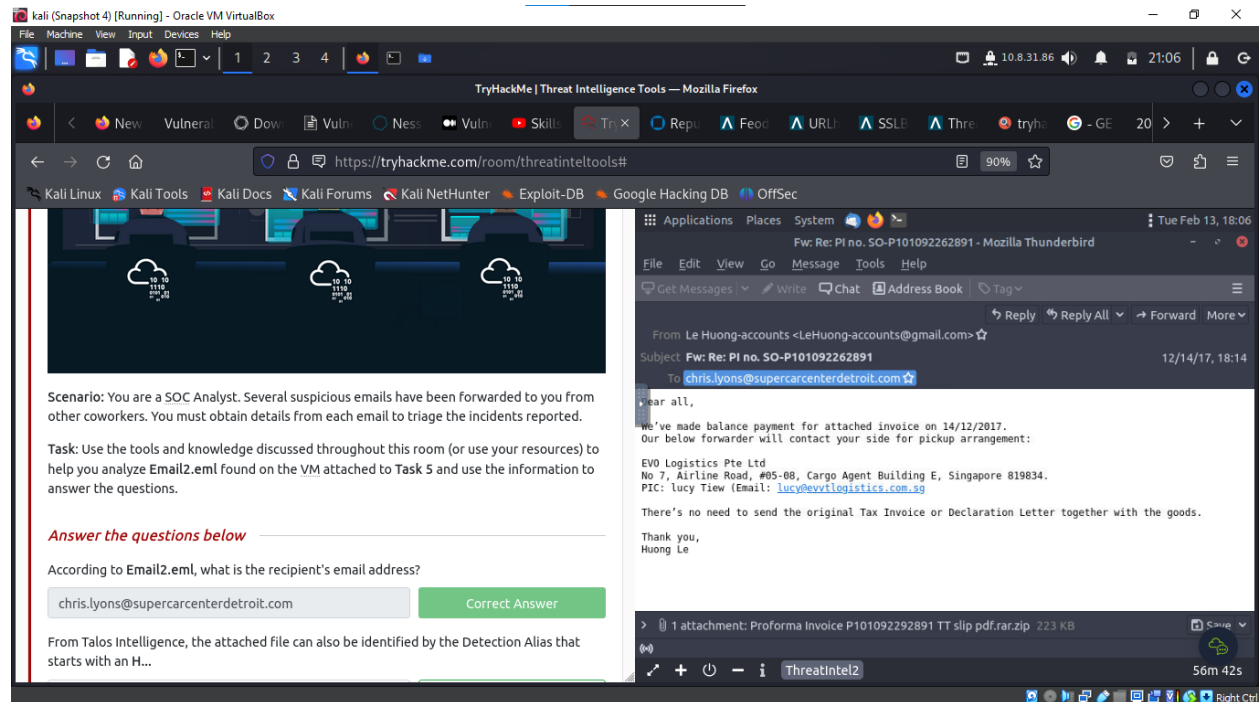 kali (Snapshot 4) [Running] - Oracle VM VirtualBox
File Machine View Input Devices Help
1 2 3 4
10.8.31.86
21:06
TryHackMe | Threat Intelligence Tools — Mozilla Firefox
New Vulneral Dow Vuln Ness Vuln Skills Try Repu Feod URLh SSLB Thre tryha - GE 20
https://tryhackme.com/room/threatinteltools#
90%
Kali Linux Kali Tools Kali Docs Kali Forums Kali NetHunter Exploit-DB Google Hacking DB OffSec
Scenario: You are a SOC Analyst. Several suspicious emails have been forwarded to you from
other coworkers. You must obtain details from each email to triage the incidents reported.
Task: Use the tools and knowledge discussed throughout this room (or use your resources) to
help you analyze Email2.eml found on the VM attached to Task 5 and use the information to
answer the questions.
Answer the questions below
According to Email2.eml, what is the recipient's email address?
chris.lyons@supercarcenterdetroit.com
Correct Answer
From Talos Intelligence, the attached file can also be identified by the Detection Alias that
starts with an H...
Applications Places System
Tue Feb 13, 18:06
Fw: Re: PI no. SO-P101092262891 - Mozilla Thunderbird
File Edit View Go Message Tools Help
Get Messages Write Chat Address Book Tag
Reply Reply All Forward More
From Le Huong-accounts <LeHuong-accounts@gmail.com>
Subject Fw: Re: PI no. SO-P101092262891
12/14/17, 18:14
To chris.lyons@supercarcenterdetroit.com
Dear all,
We've made balance payment for attached invoice on 14/12/2017.
Our below forwarder will contact your side for pickup arrangement:
EVO Logistics Pte Ltd
No 7, Airline Road, #05-08, Cargo Agent Building E, Singapore 819834.
PIC: lucy Tiew (Email: lucy@evvtlogistics.com.sg
There's no need to send the original Tax Invoice or Declaration Letter together with the goods.
Thank you,
Huong Le
1 attachment: Proforma Invoice P101092292891 TT slip pdf.rar.zip 223 KB
Save
ThreatIntel2
56m 42s
Right Ctrl